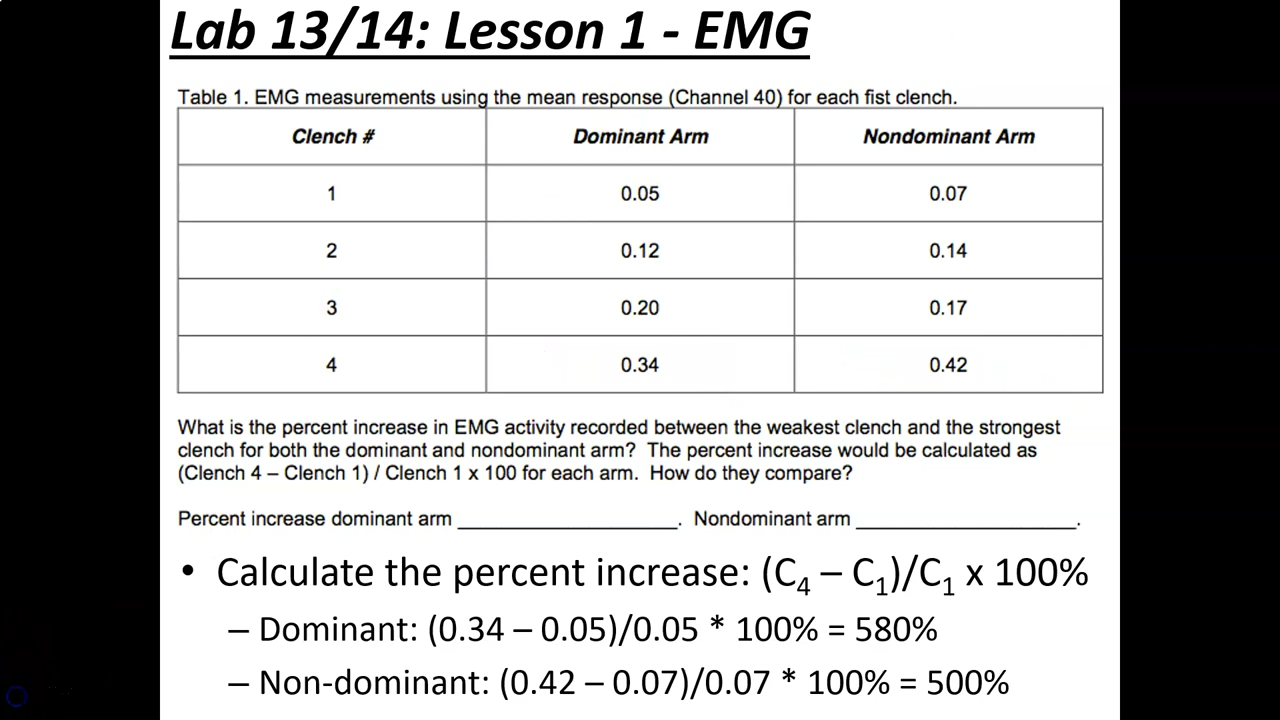 Lab 13/14: Lesson 1 - EMG
Table 1. EMG measurements using the mean response (Channel 40) for each fist clench.
Clench # Dominant Arm Nondominant Arm
1 0.05 0.07
2 0.12 0.14
3 0.20 0.17
4 0.34 0.42
What is the percent increase in EMG activity recorded between the weakest clench and the strongest
clench for both the dominant and nondominant arm? The percent increase would be calculated as
(Clench 4 – Clench 1) / Clench 1 x 100 for each arm. How do they compare?
Percent increase dominant arm ____________________. Nondominant arm ____________________.
• Calculate the percent increase: (C₄ – C₁)/C₁ x 100%
– Dominant: (0.34 – 0.05)/0.05 * 100% = 580%
– Non-dominant: (0.42 – 0.07)/0.07 * 100% = 500%